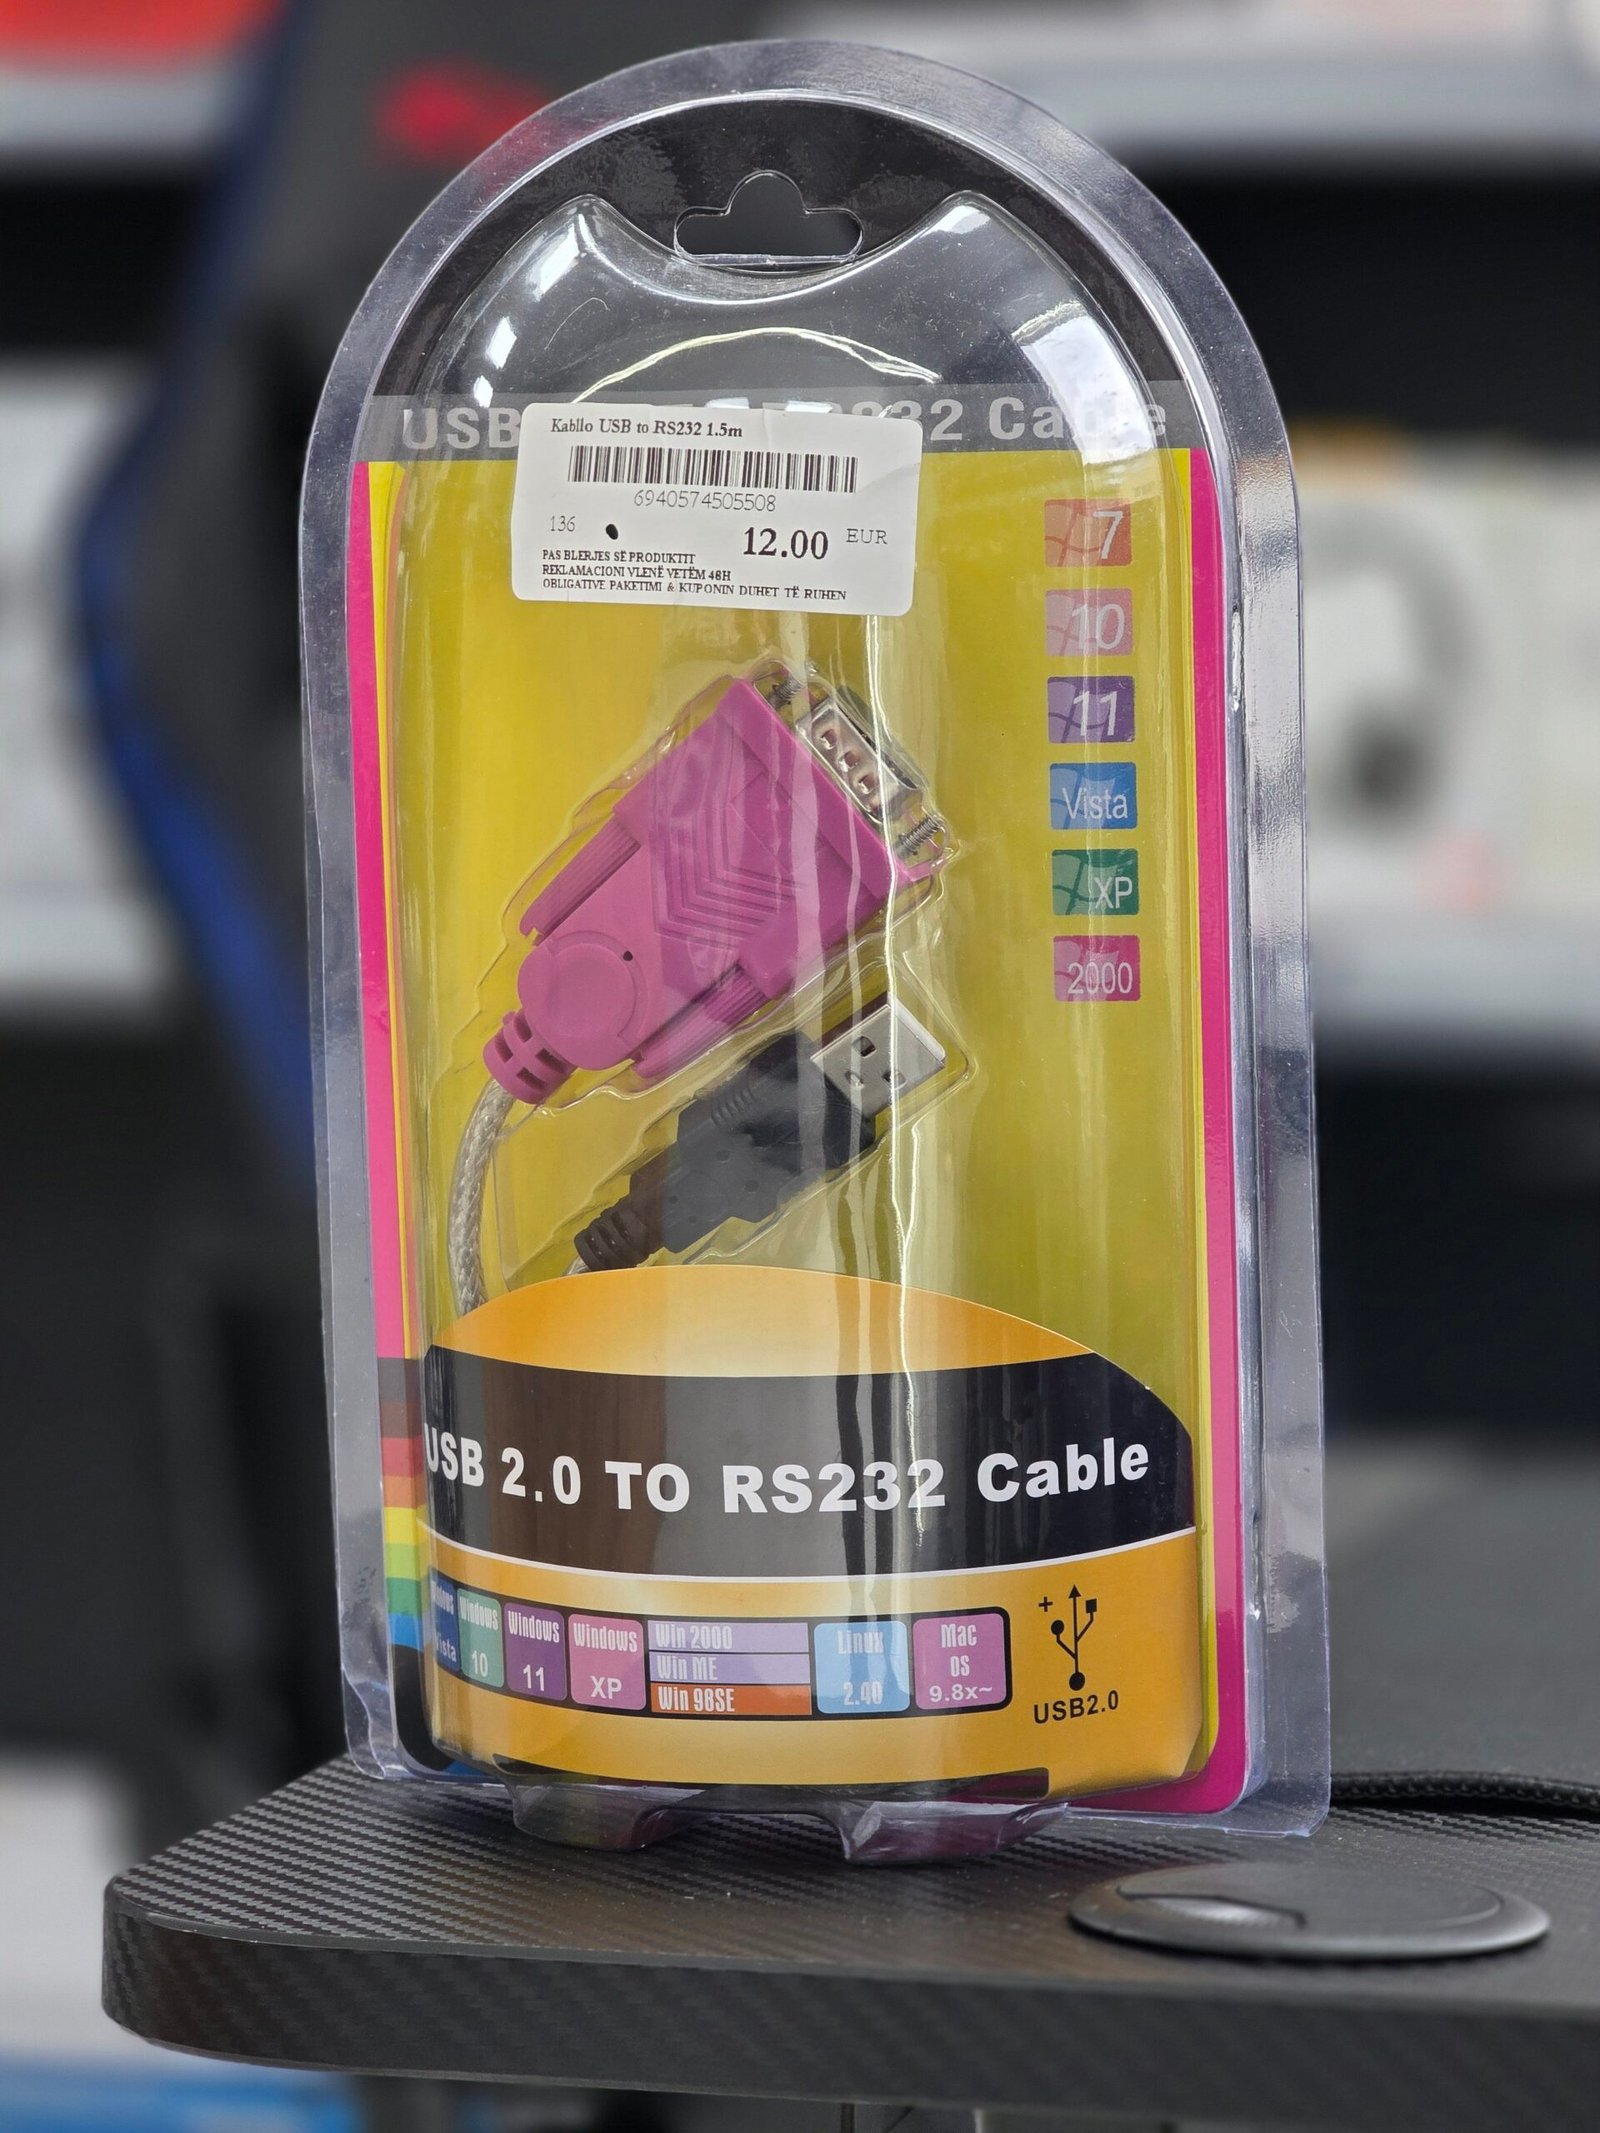 USB 232 Cable
Kabllo USB to RS232 1.5m
6940574505508
136 12.00 EUR
PAS BLERJES SË PRODUKTIT
REKLAMACIONI VLENË VETËM 48H
OBLIGATIVE PAKETIMI & KUPONIN DUHET TË RUHEN
7
10
11
Vista
XP
2000
USB 2.0 TO RS232 Cable
Vista
Windows
10
Windows
11
Windows
XP
Win 2000
Win ME
Win 98SE
Linux
2.40
Mac
OS
9.8x~
USB2.0